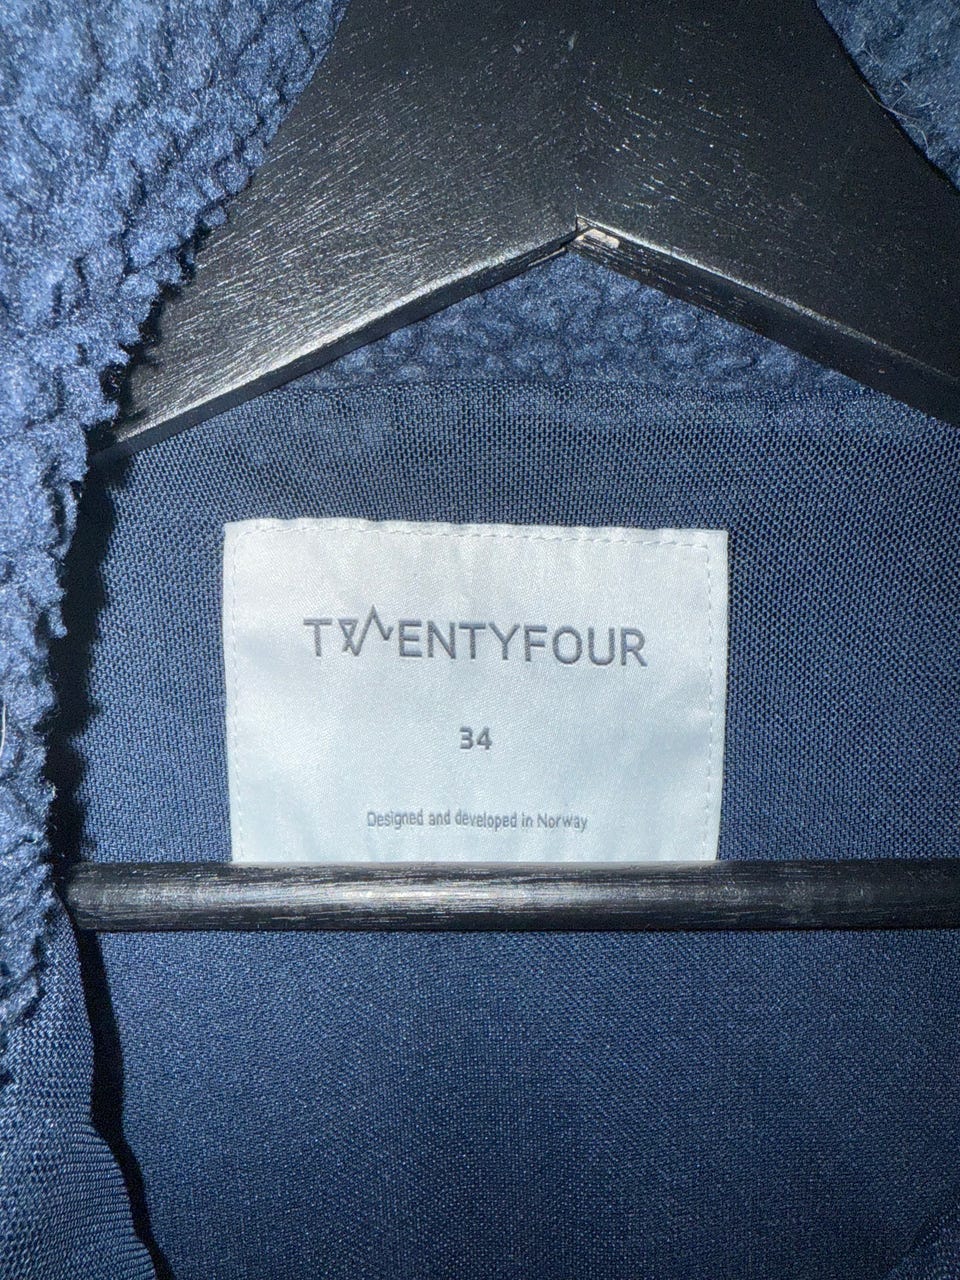 TWENTYFOUR
34
Designed and developed in Norway